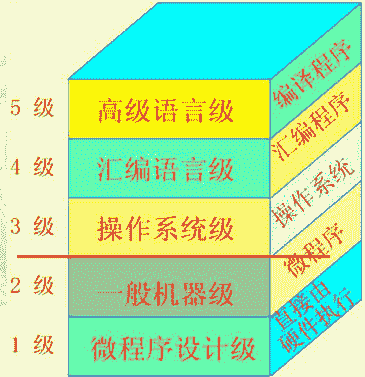 5 级 高级语言级 编译程序
4 级 汇编语言级 汇编程序
3 级 操作系统级 操作系统
2 级 一般机器级 微程序
1 级 微程序设计级 直接由
硬件执行